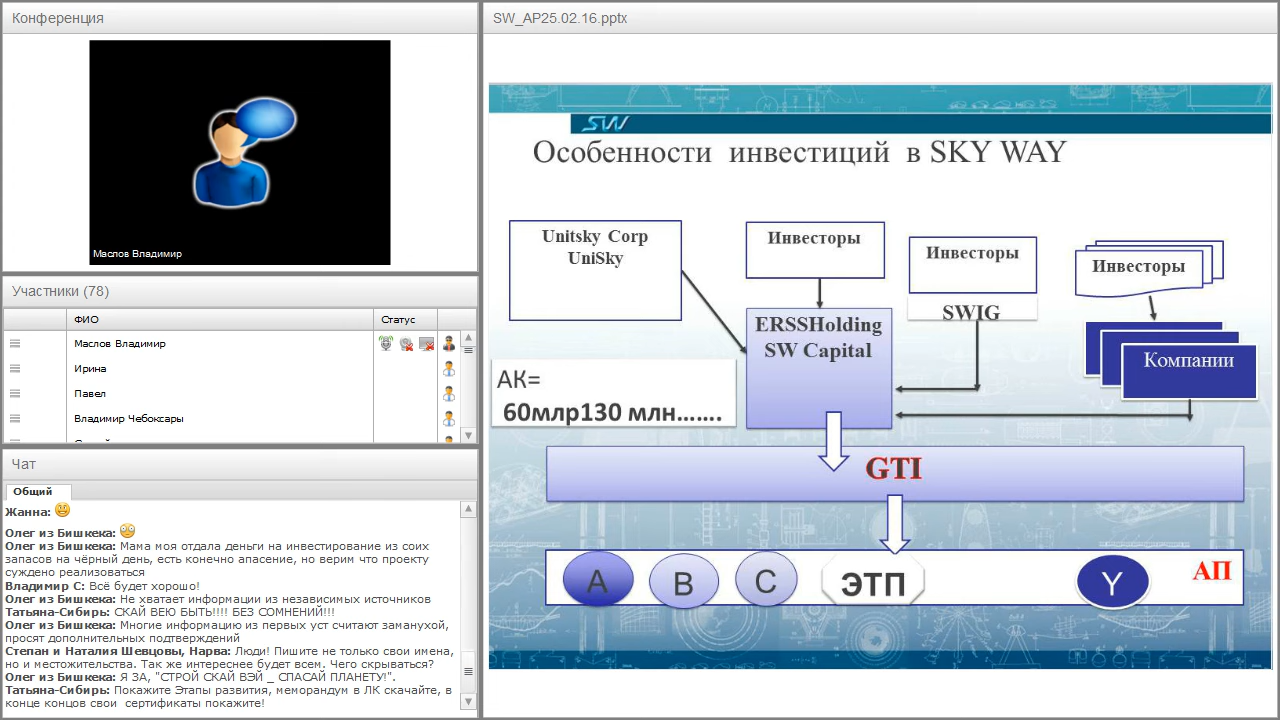 Конференция
Маслов Владимир
Участники (78)
ФИО
Статус
Маслов Владимир
Ирина
Павел
Владимир Чебоксары
Чат
Общий
Жанна:
Олег из Бишкека:
Олег из Бишкека: Мама моя отдала деньги на инвестирование из соих
запасов на чёрный день, есть конечно апасение, но верим что проекту
суждено реализоваться
Владимир С: Всё будет хорошо!
Олег из Бишкека: Не хватает информации из независимых источников
Татьяна-Сибирь: СКАЙ ВЕЮ БЫТЬ!!!! БЕЗ СОМНЕНИЙ!!!
Олег из Бишкека: Многие информацию из первых уст считают заманухой,
просят дополнительных подтверждений
Степан и Наталия Шевцовы, Нарва: Люди! Пишите не только свои имена,
но и местожительства. Так же интереснее будет всем. Чего стесняться?
Олег из Бишкека: Я ЗА, "СТРОЙ СКАЙ ВЭЙ _ СПАСАЙ ПЛАНЕТУ!".
Татьяна-Сибирь: Покажите Этапы развития, меморандум в ЛК скачайте, в
конце концов свои сертификаты покажите!
SW_AP25.02.16.pptx
SW
Особенности инвестиций в SKY WAY
Unitsky Corp
UniSky
Инвесторы
Инвесторы
Инвесторы
SWIG
ERSSHolding
SW Capital
Компании
АК=
60млр130 млн…….
GTI
A
B
C
ЭТП
Y
АП